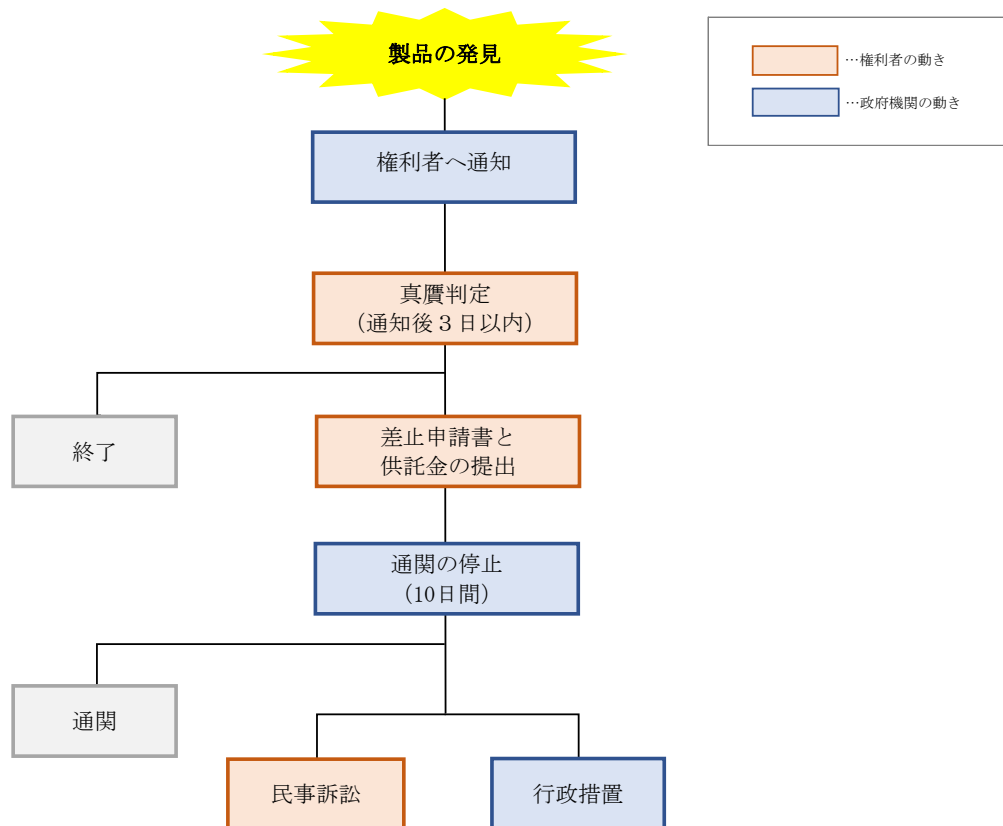 製品の発見
…権利者の動き
…政府機関の動き
権利者へ通知
真贋判定
（通知後３日以内）
終了
差止申請書と
供託金の提出
通関の停止
（10日間）
通関
民事訴訟
行政措置